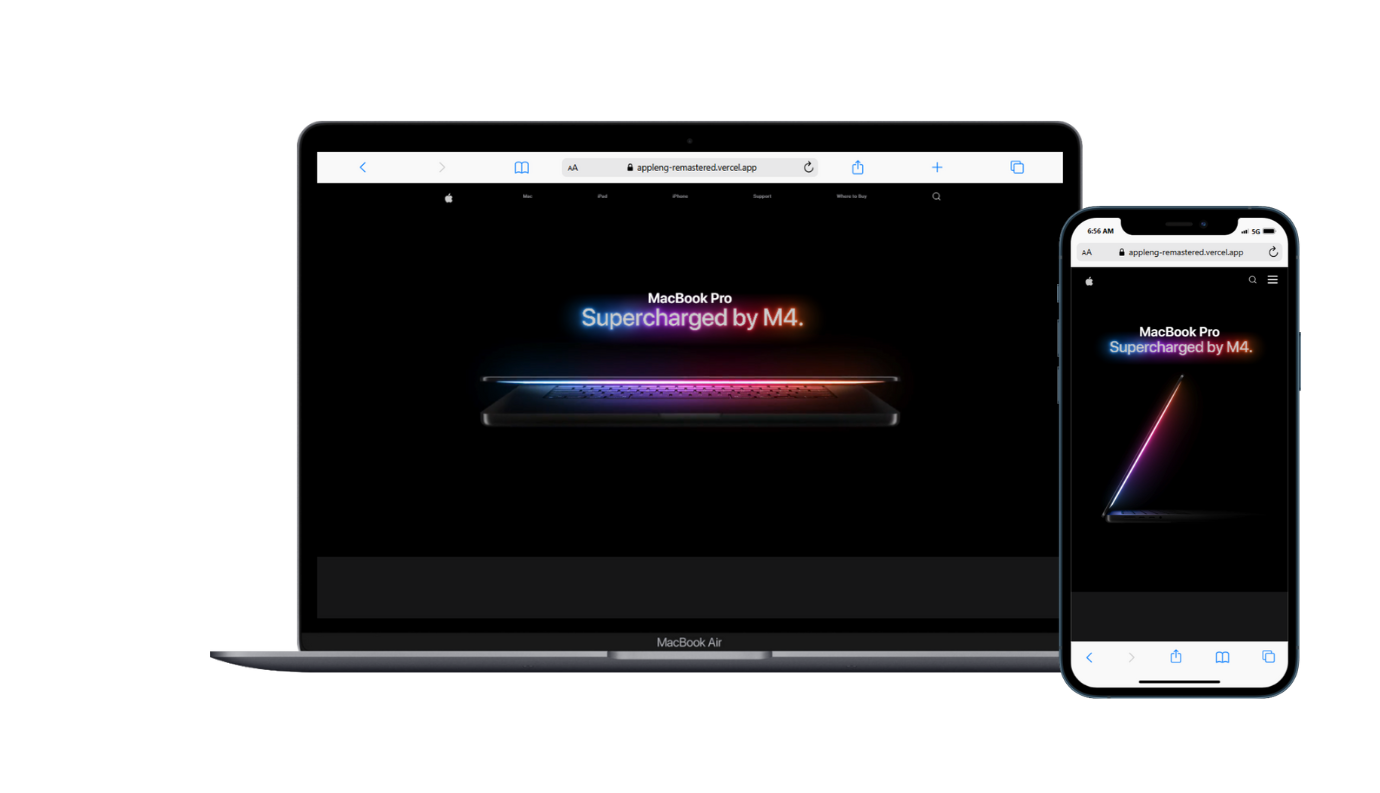 AA appleng-remastered.vercel.app
Mac iPad iPhone Support Where to Buy
MacBook Pro
Supercharged by M4.
MacBook Air
6:56 AM 5G
AA appleng-remastered.vercel.app
MacBook Pro
Supercharged by M4.